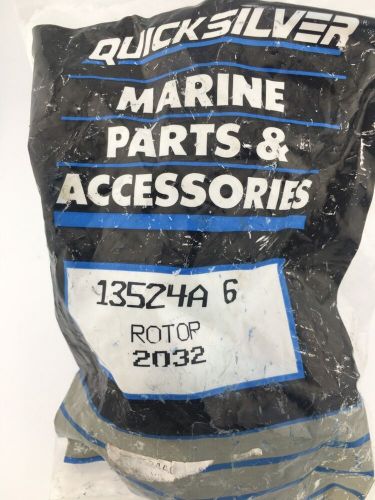 QUICKSILVER
MARINE
PARTS &
ACCESSORIES
13524A 6
ROTOR
2032